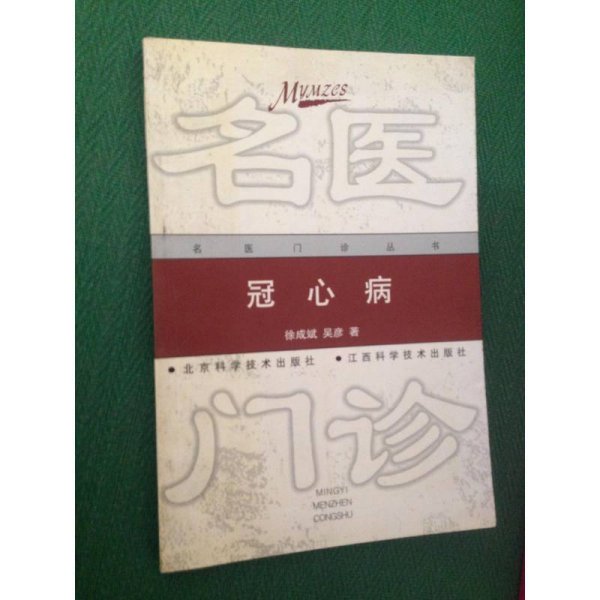 MYMZCS
名医
名医门诊丛书
冠心病
徐成斌 吴彦 著
• 北京科学技术出版社 • 江西科学技术出版社
门诊
MINGYI
MENZHEN
CONGSHU